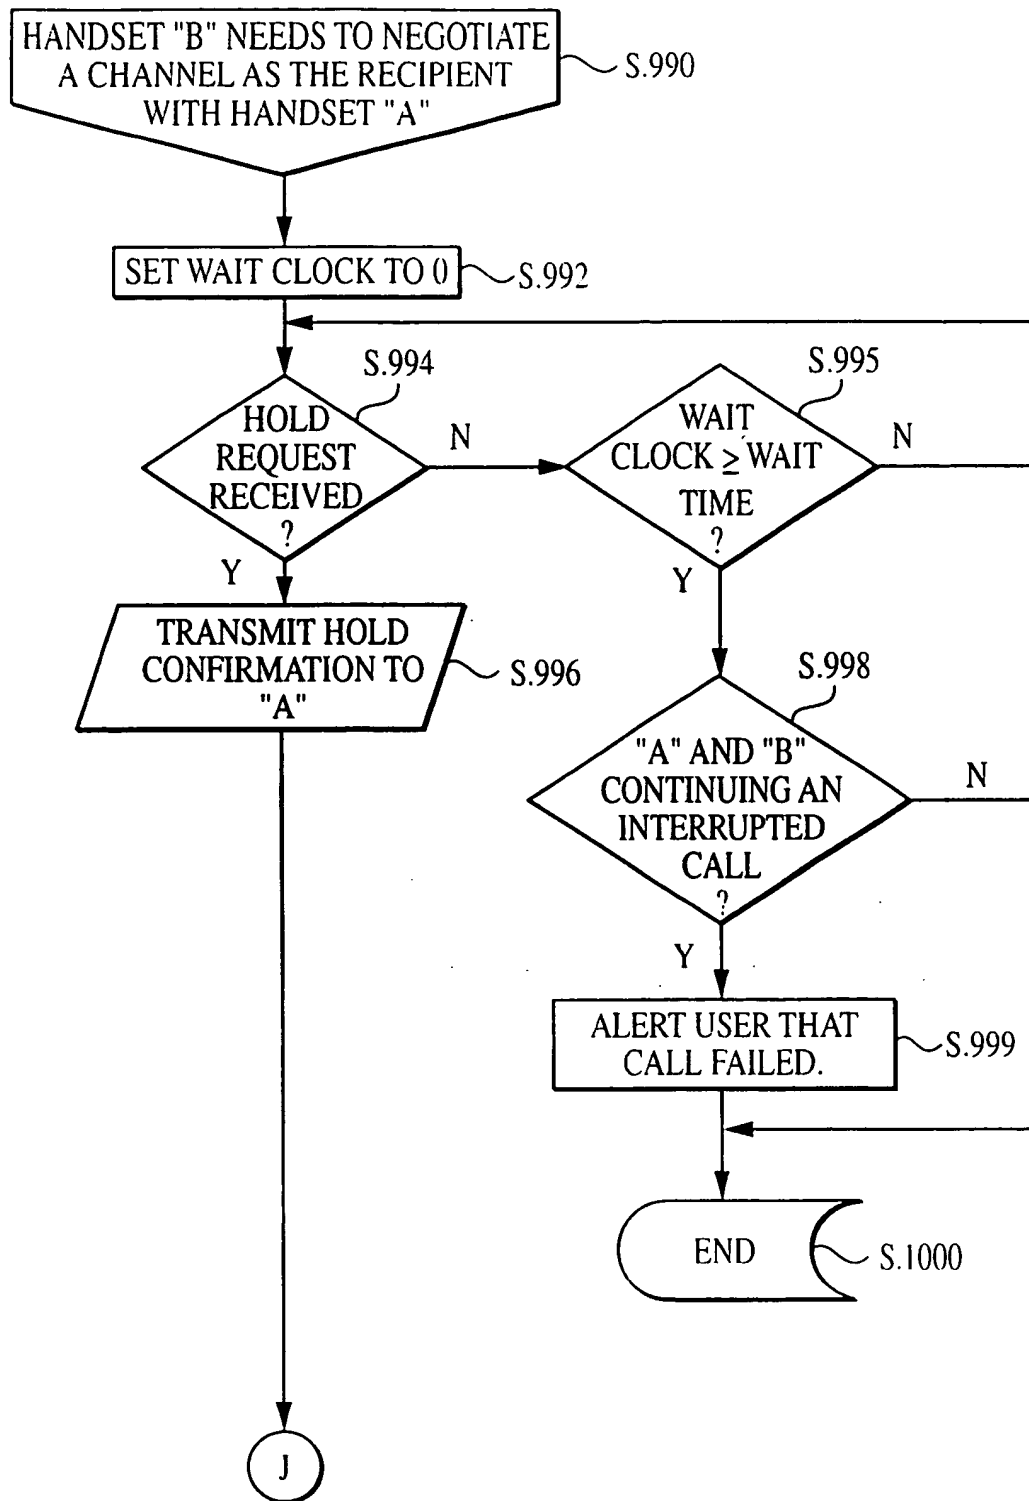 HANDSET "B" NEEDS TO NEGOTIATE
A CHANNEL AS THE RECIPIENT
WITH HANDSET "A"
S.990
SET WAIT CLOCK TO 0
S.992
S.994
HOLD
REQUEST
RECEIVED
?
N
Y
S.995
WAIT
CLOCK ≥ WAIT
TIME
?
N
Y
TRANSMIT HOLD
CONFIRMATION TO
"A"
S.996
S.998
"A" AND "B"
CONTINUING AN
INTERRUPTED
CALL
?
N
Y
ALERT USER THAT
CALL FAILED.
S.999
END
S.1000
J